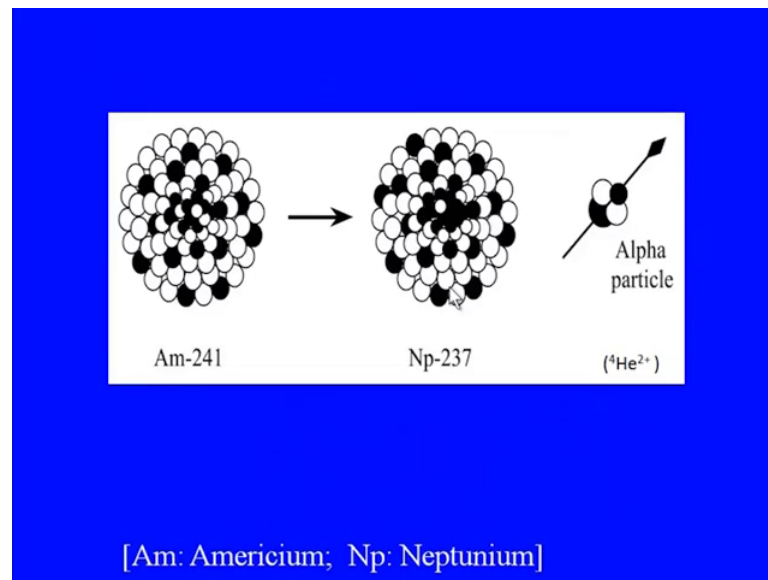 Alpha
particle
Am-241 Np-237 (⁴He²⁺)
[Am: Americium; Np: Neptunium]